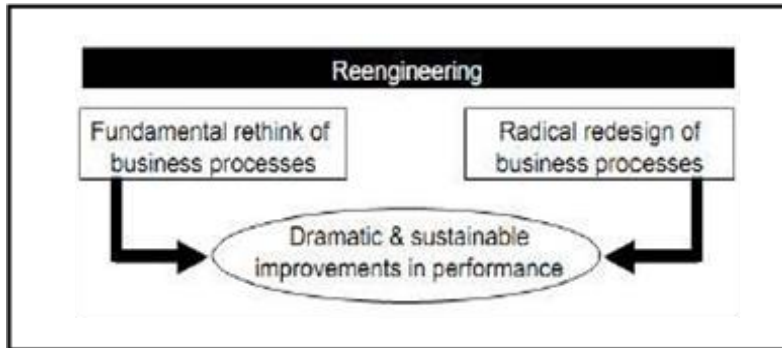 Reengineering
Fundamental rethink of
business processes
Radical redesign of
business processes
Dramatic & sustainable
improvements in performance